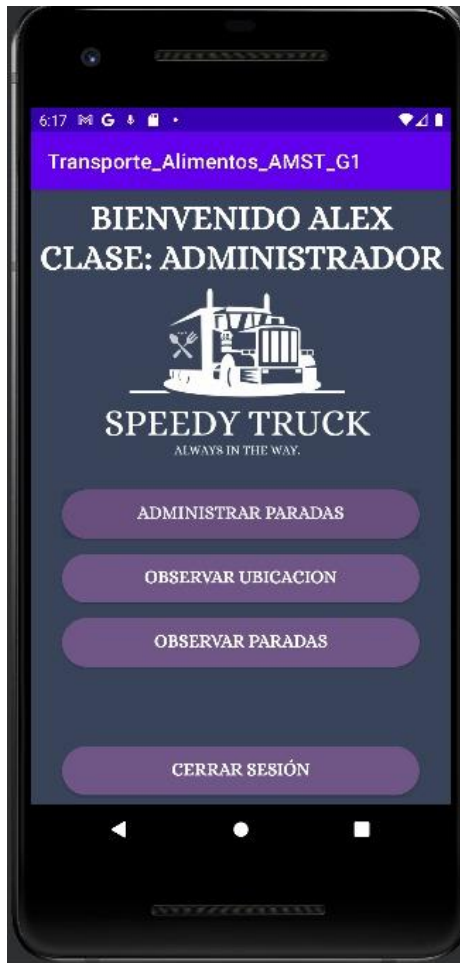 6:17
Transporte_Alimentos_AMST_G1
BIENVENIDO ALEX
CLASE: ADMINISTRADOR
SPEEDY TRUCK
ALWAYS IN THE WAY.
ADMINISTRAR PARADAS
OBSERVAR UBICACION
OBSERVAR PARADAS
CERRAR SESIÓN